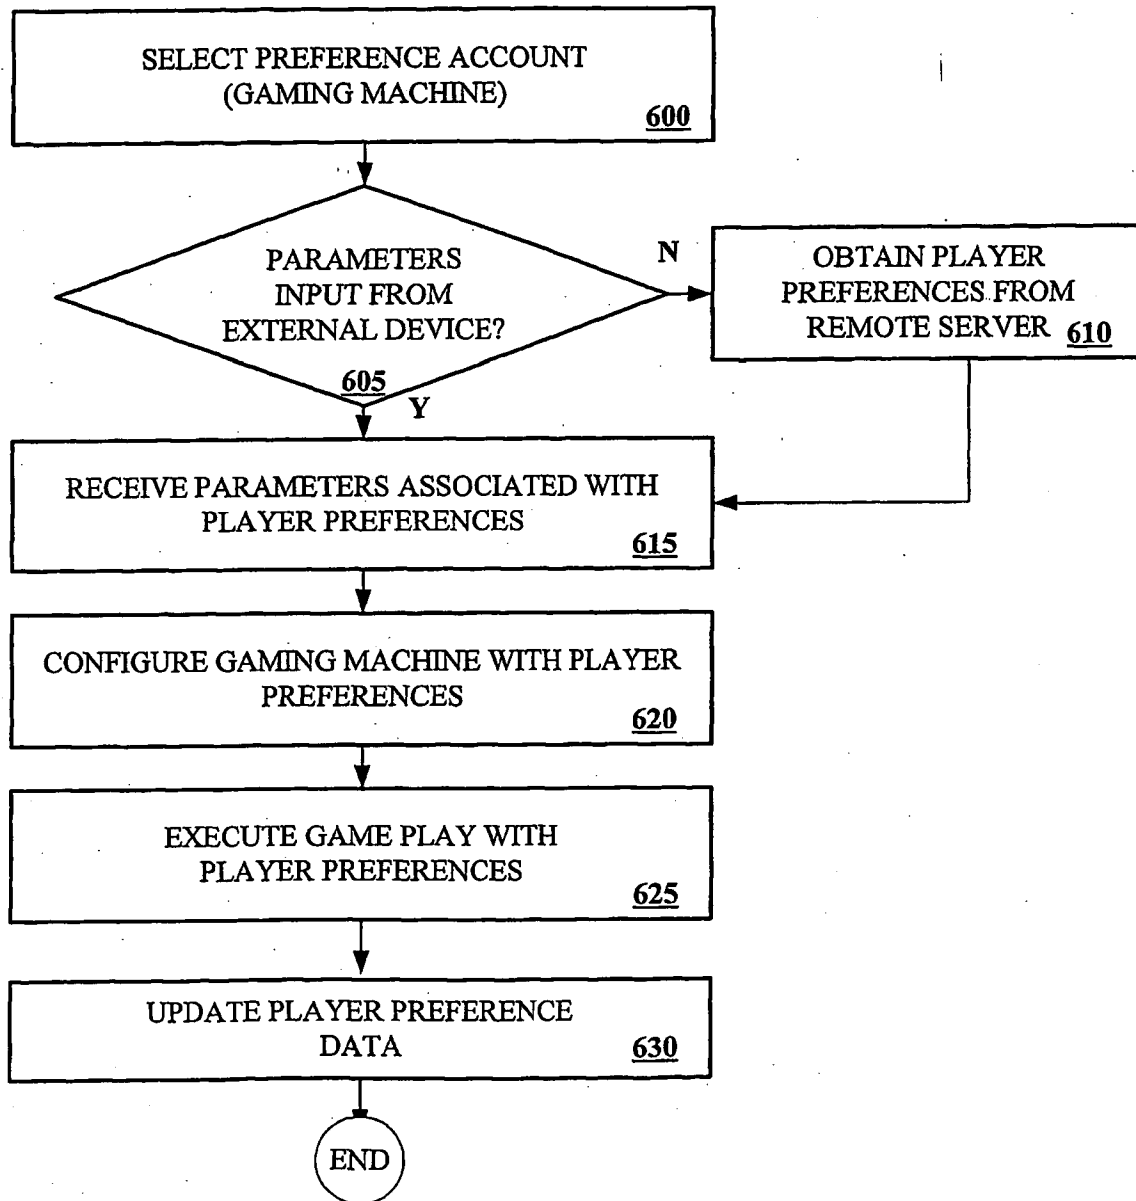 SELECT PREFERENCE ACCOUNT
(GAMING MACHINE)
600
PARAMETERS
INPUT FROM
EXTERNAL DEVICE?
605
N
OBTAIN PLAYER
PREFERENCES FROM
REMOTE SERVER
610
Y
RECEIVE PARAMETERS ASSOCIATED WITH
PLAYER PREFERENCES
615
CONFIGURE GAMING MACHINE WITH PLAYER
PREFERENCES
620
EXECUTE GAME PLAY WITH
PLAYER PREFERENCES
625
UPDATE PLAYER PREFERENCE
DATA
630
END